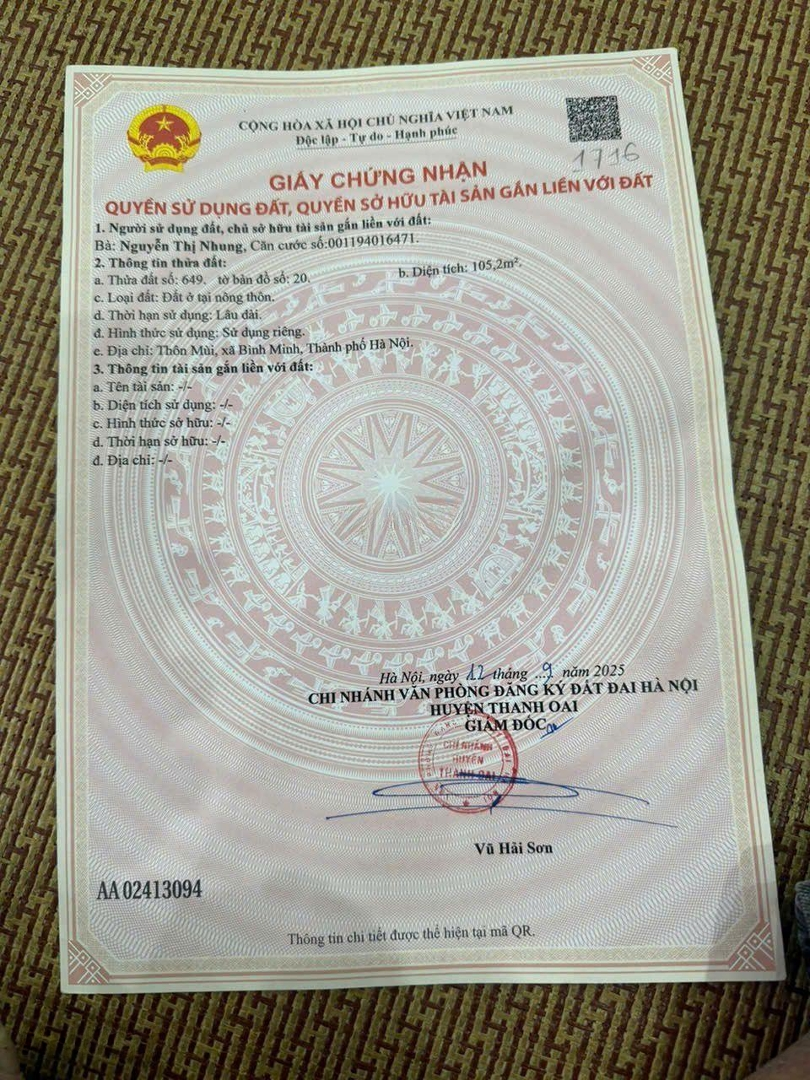 CỘNG HÒA XÃ HỘI CHỦ NGHĨA VIỆT NAM
Độc lập - Tự do - Hạnh phúc
1716
GIẤY CHỨNG NHẬN
QUYỀN SỬ DỤNG ĐẤT, QUYỀN SỞ HỮU TÀI SẢN GẮN LIỀN VỚI ĐẤT
1. Người sử dụng đất, chủ sở hữu tài sản gắn liền với đất:
Bà: Nguyễn Thị Nhung, Căn cước số:001194016471.
2. Thông tin thửa đất:
a. Thửa đất số: 649. tờ bản đồ số: 20. b. Diện tích: 105,2m².
c. Loại đất: Đất ở tại nông thôn.
d. Thời hạn sử dụng: Lâu dài.
đ. Hình thức sử dụng: Sử dụng riêng.
e. Địa chỉ: Thôn Mùi, xã Bình Minh, Thành phố Hà Nội.
3. Thông tin tài sản gắn liền với đất:
a. Tên tài sản: -/-
b. Diện tích sử dụng: -/-
c. Hình thức sở hữu: -/-
d. Thời hạn sở hữu: -/-
đ. Địa chỉ: -/-
Hà Nội, ngày 12 tháng ..9 năm 2025
CHI NHÁNH VĂN PHÒNG ĐĂNG KÝ ĐẤT ĐAI HÀ NỘI
HUYỆN THANH OAI
GIÁM ĐỐC
CHI NHÁNH
HUYỆN
THANH OAI
Vũ Hải Sơn
AA 02413094
Thông tin chi tiết được thể hiện tại mã QR.